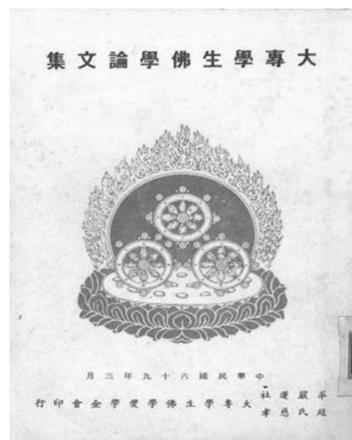 大專學生佛學論文集
中華民國六十九年三月
華嚴蓮社
趙氏慈孝
大專學生佛學獎學金會印行